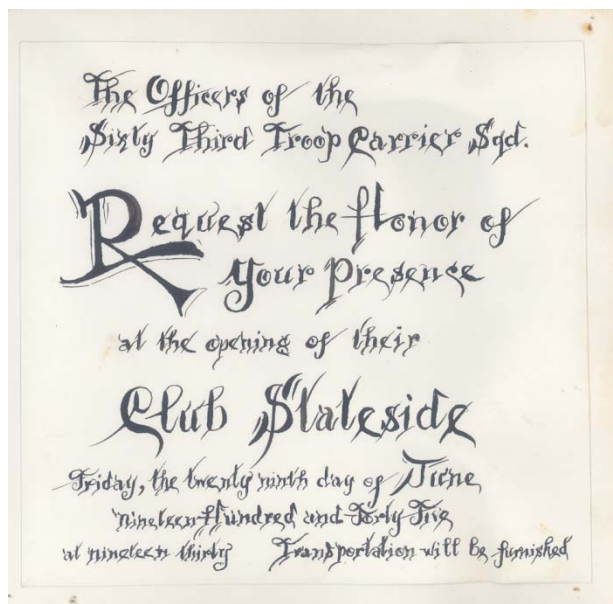 The Officers of the
Sixty Third Troop Carrier Sqd.
Request the Honor of
Your Presence
at the opening of their
Club Stateside
Friday, the twenty ninth day of June
nineteen Hundred and Forty Five
at nineteen thirty Transportation will be furnished